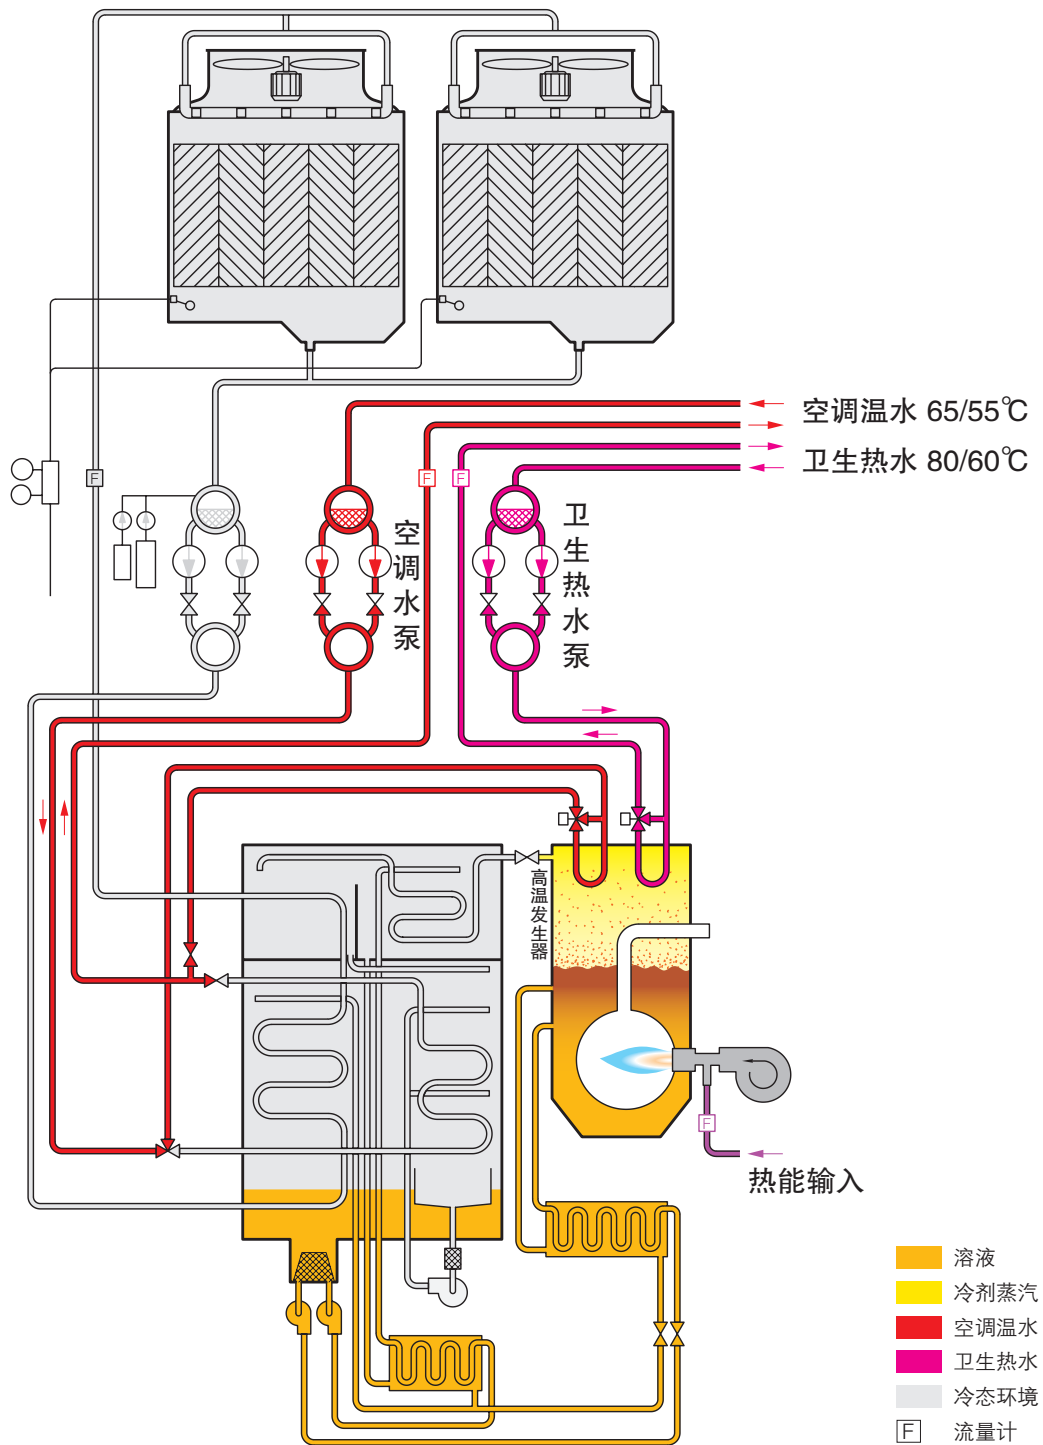 空调温水 65/55℃
卫生热水 80/60℃
F
F
F
空调水泵
卫生热水泵
高温发生器
F
热能输入
溶液
冷剂蒸汽
空调温水
卫生热水
冷态环境
F 流量计